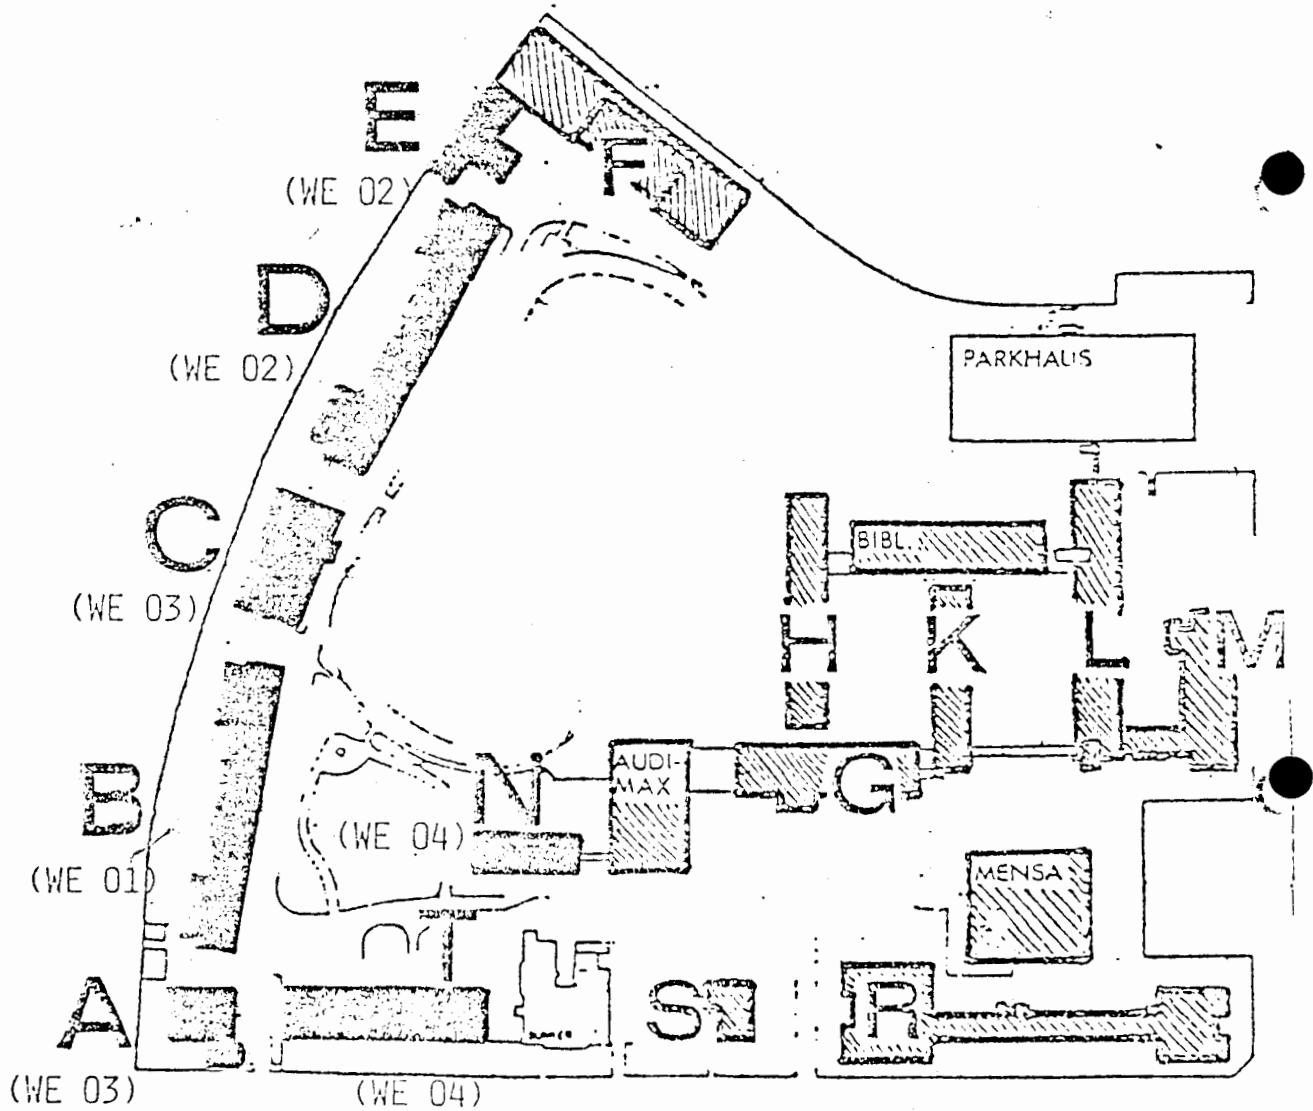 E
(WE 02)
F
D
(WE 02)
PARKHAUS
C
(WE 03)
BIBL.
H
K
L
M
B
(WE 01)
N
(WE 04)
AUDI-
MAX
G
MENSA
A
(WE 03)
(WE 04)
S
R